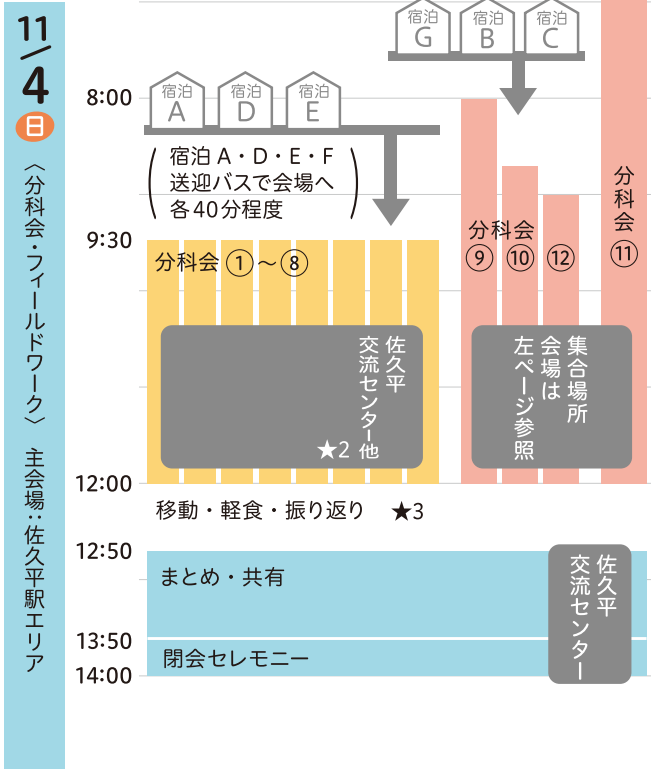 11/4
日
〈分科会・フィールドワーク〉 主会場：佐久平駅エリア
宿泊
G
宿泊
B
宿泊
C
8:00
宿泊
A
宿泊
D
宿泊
E
宿泊 A・D・E・F
送迎バスで会場へ
各40分程度
9:30
分科会 ①～⑧
分科会
⑨
⑩
⑫
分科会
⑪
佐久平
交流センター他
★2
集合場所
会場は
左ページ参照
12:00
移動・軽食・振り返り ★3
12:50
まとめ・共有
佐久平
交流センター
13:50
閉会セレモニー
14:00